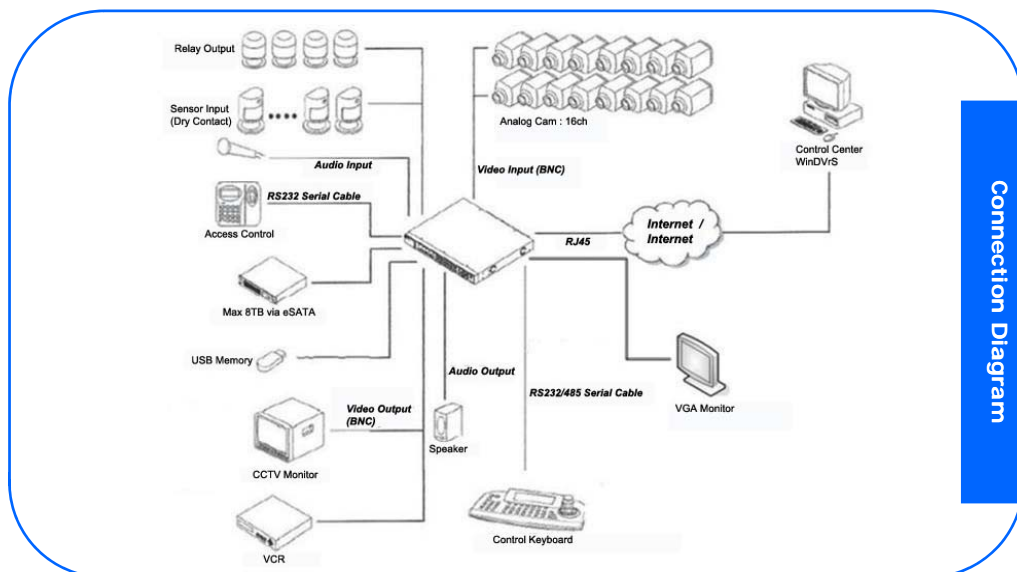 Relay Output
Sensor Input
(Dry Contact)
Audio Input
RS232 Serial Cable
Access Control
Max 8TB via eSATA
USB Memory
Video Output
(BNC)
CCTV Monitor
VCR
Analog Cam : 16ch
Video Input (BNC)
Control Center
WinDVrS
Internet /
Internet
RJ45
Audio Output
Speaker
RS232/485 Serial Cable
VGA Monitor
Control Keyboard
Connection Diagram